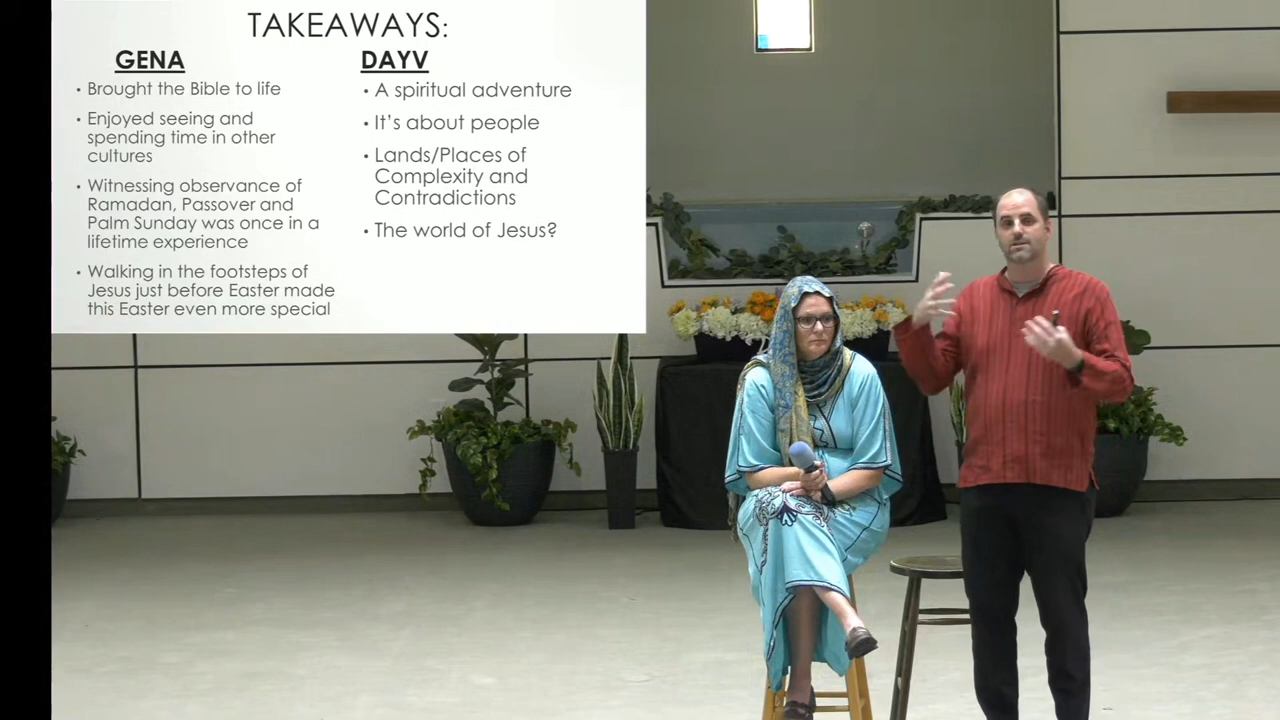 TAKEAWAYS:
GENA
• Brought the Bible to life
• Enjoyed seeing and
spending time in other
cultures
• Witnessing observance of
Ramadan, Passover and
Palm Sunday was once in a
lifetime experience
• Walking in the footsteps of
Jesus just before Easter made
this Easter even more special
DAYV
• A spiritual adventure
• It's about people
• Lands/Places of
Complexity and
Contradictions
• The world of Jesus?